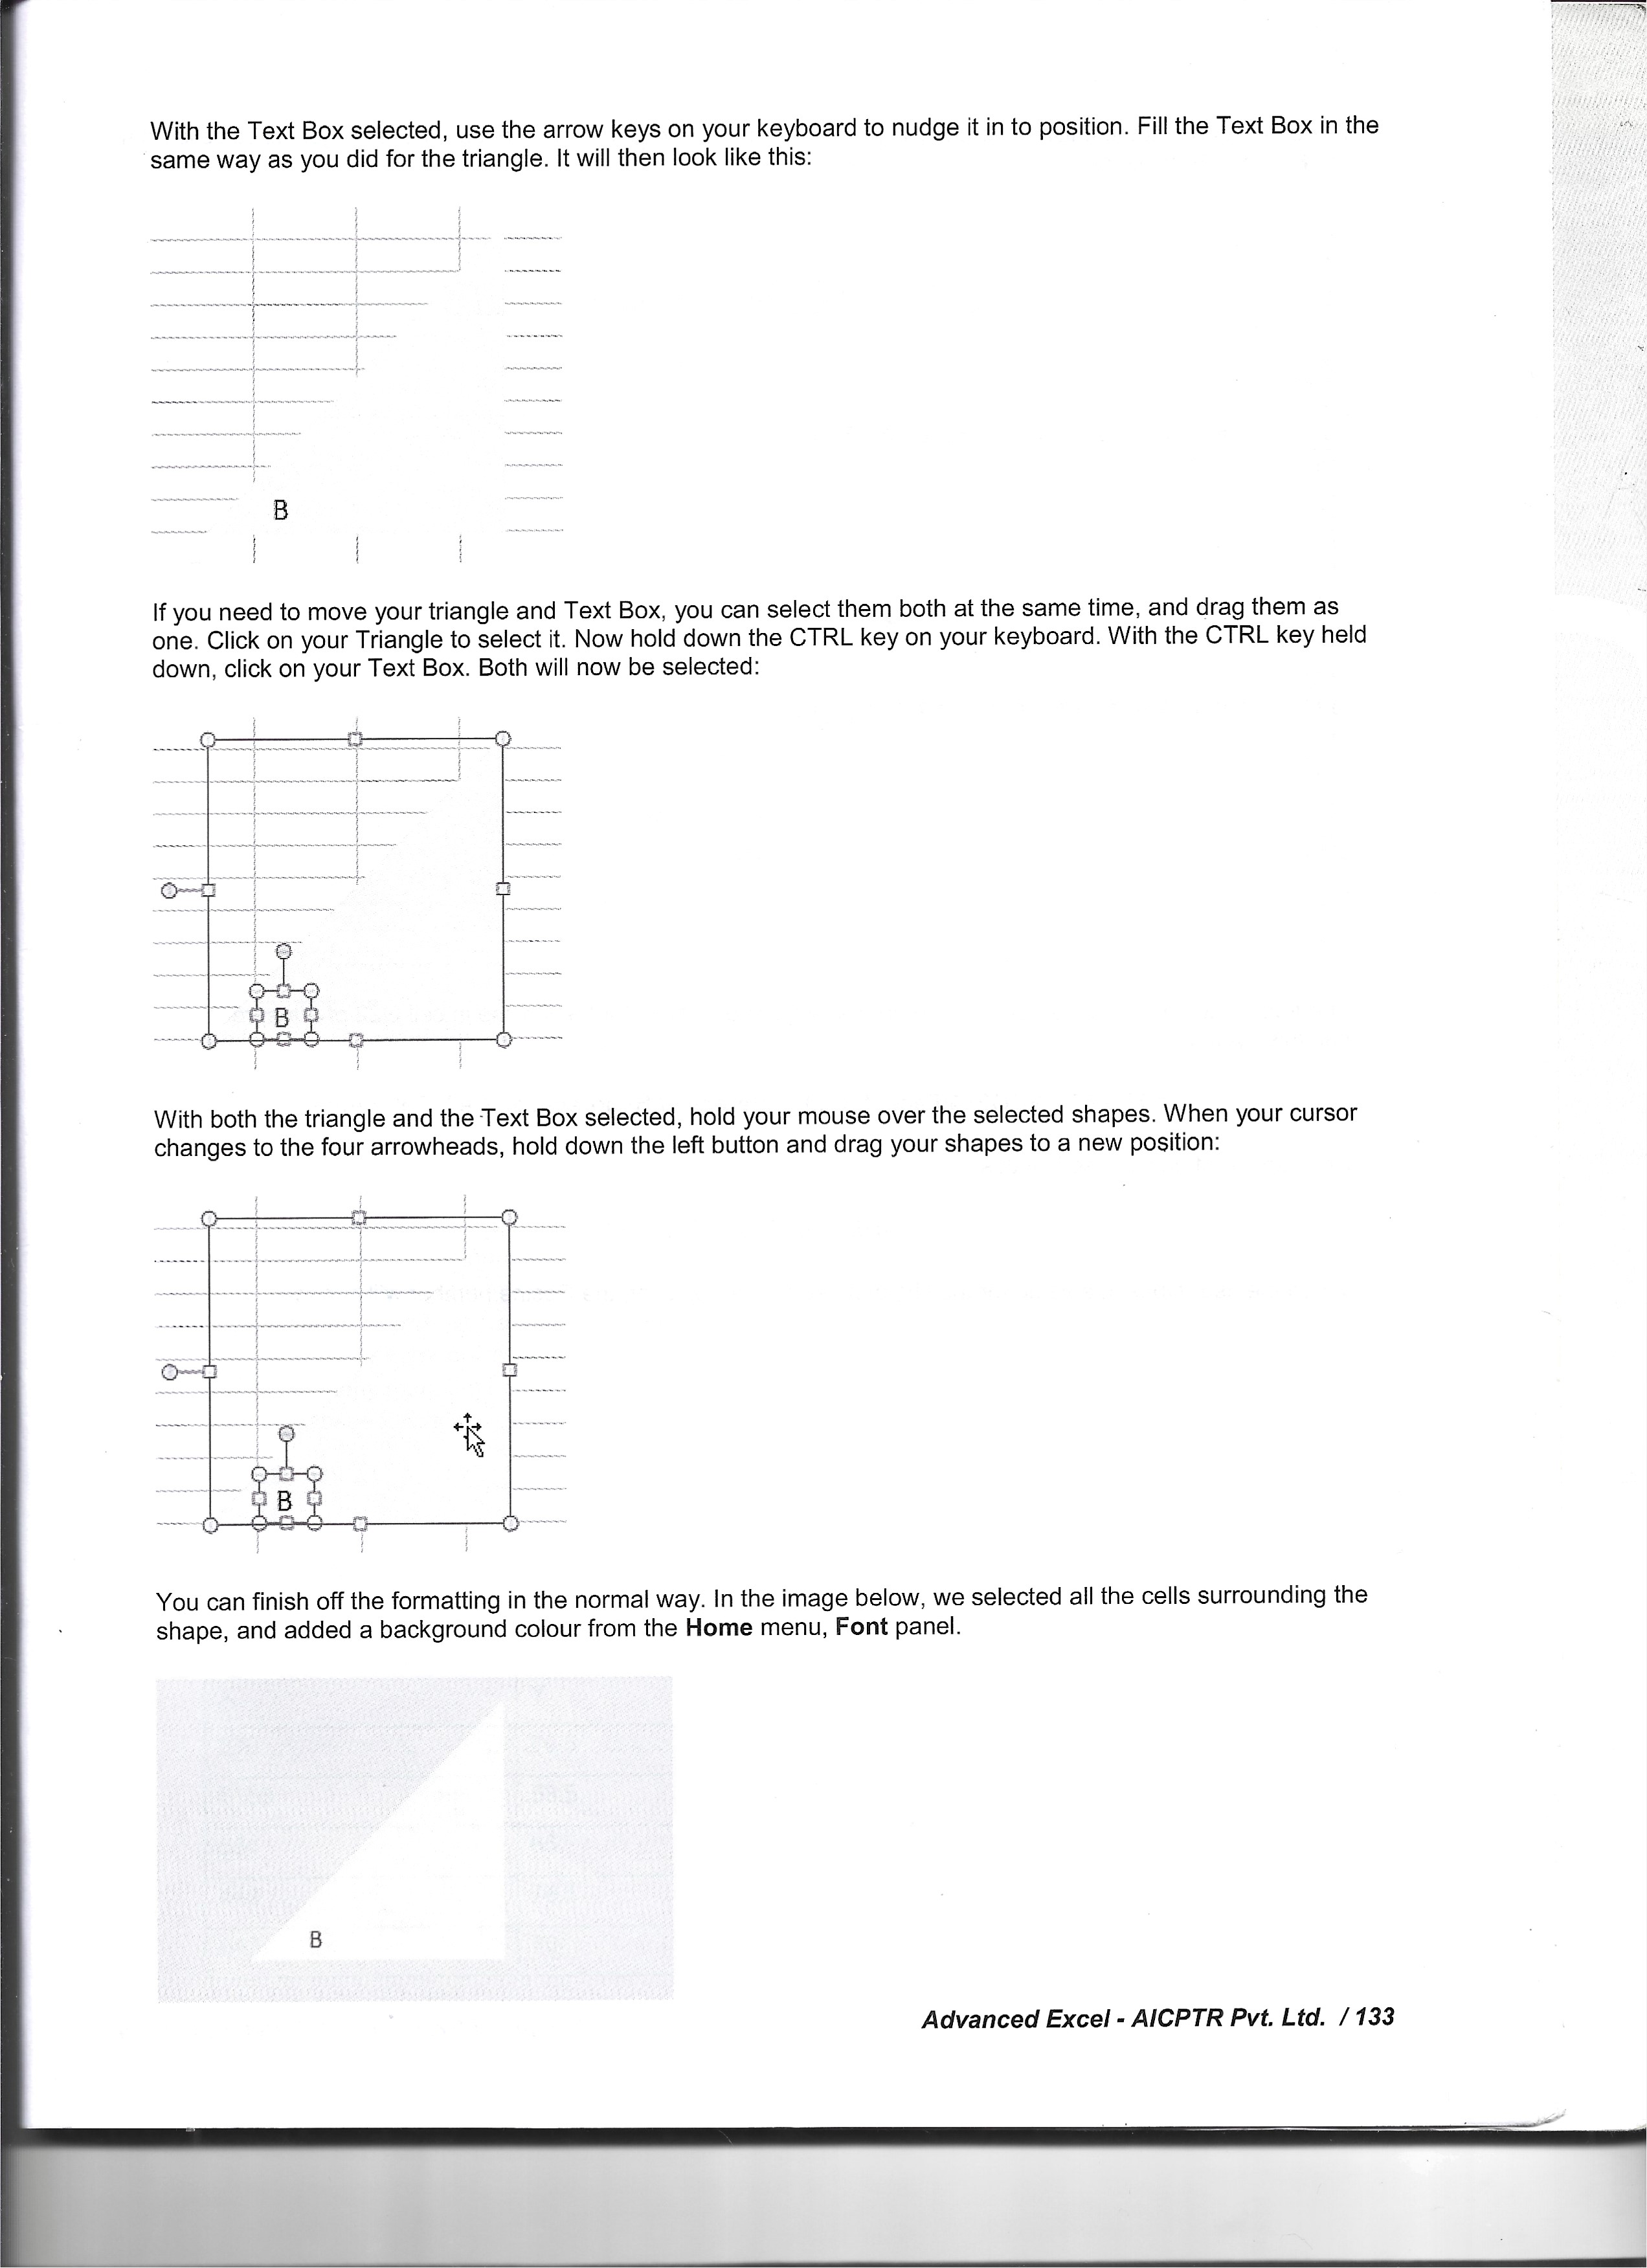 With the Text Box selected, use the arrow keys on your keyboard to nudge it in to position. Fill the Text Box in the
same way as you did for the triangle. It will then look like this:
B
If you need to move your triangle and Text Box, you can select them both at the same time, and drag them as
one. Click on your Triangle to select it. Now hold down the CTRL key on your keyboard. With the CTRL key held
down, click on your Text Box. Both will now be selected:
B
With both the triangle and the Text Box selected, hold your mouse over the selected shapes. When your cursor
changes to the four arrowheads, hold down the left button and drag your shapes to a new position:
B
You can finish off the formatting in the normal way. In the image below, we selected all the cells surrounding the
shape, and added a background colour from the Home menu, Font panel.
B
Advanced Excel - AICPTR Pvt. Ltd. / 133